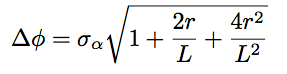 Δϕ = σ_α √(1 + 2r/L + 4r²/L²)